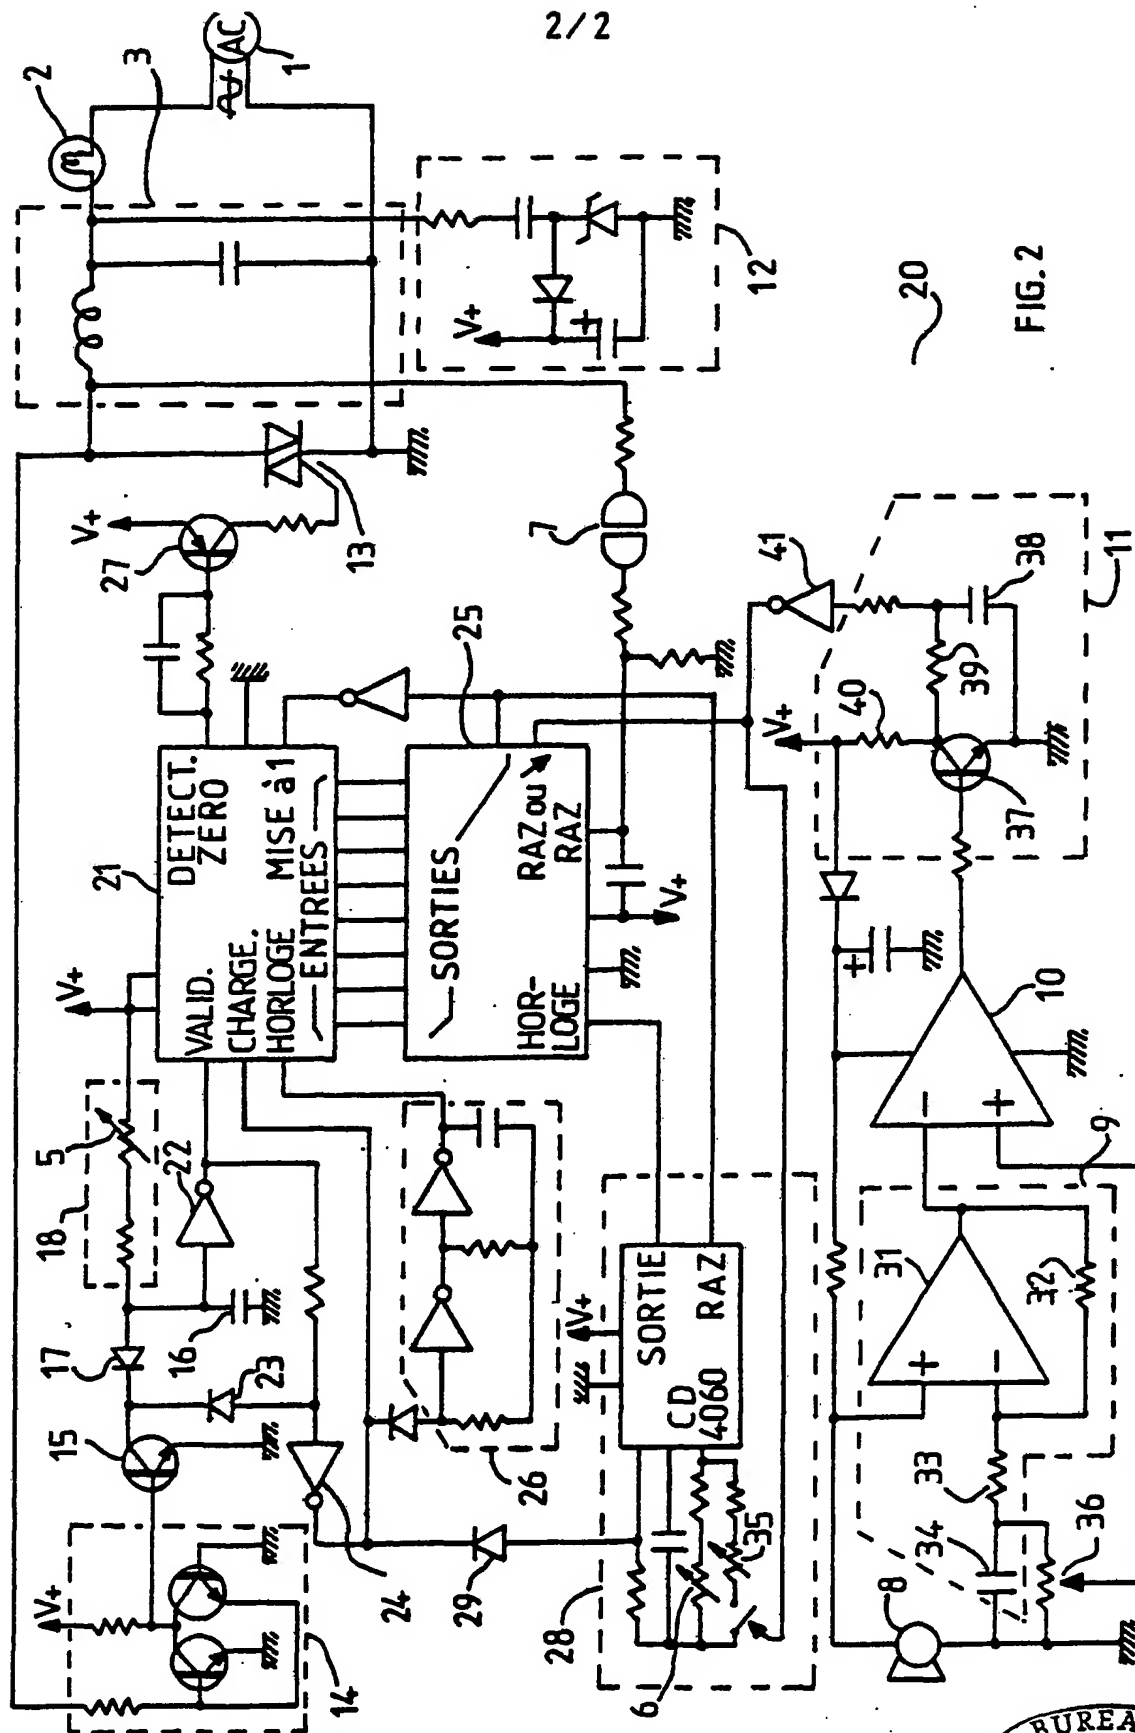 2/2
AC
1
2
3
V+
12
20
FIG. 2
V+
27
13
7
25
41
V+
40
39
38
37
11
21
DETECT.
ZERO
MISE à 1
VALID.
CHARGE.
HORLOGE
ENTREES
SORTIES
RAZ ou
RAZ
HOR-
LOGE
V+
V+
5
18
22
17
16
23
15
26
24
29
V+
14
V+
SORTIE
RAZ
CD
4060
28
6
35
10
+
-
9
31
32
+
-
33
34
36
8
BUREA